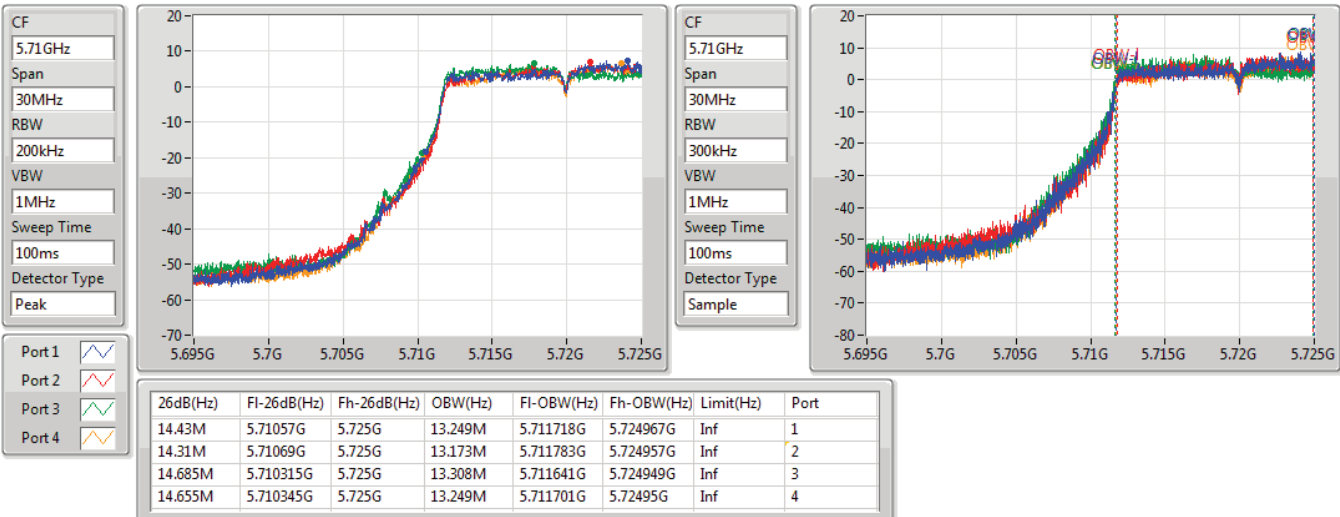 CF
5.71GHz
Span
30MHz
RBW
200kHz
VBW
1MHz
Sweep Time
100ms
Detector Type
Peak
20
10
0
-10
-20
-30
-40
-50
-60
-70
5.695G 5.7G 5.705G 5.71G 5.715G 5.72G 5.725G
CF
5.71GHz
Span
30MHz
RBW
300kHz
VBW
1MHz
Sweep Time
100ms
Detector Type
Sample
20
10
0
-10
-20
-30
-40
-50
-60
-70
-80
5.695G 5.7G 5.705G 5.71G 5.715G 5.72G 5.725G
Port 1
Port 2
Port 3
Port 4
26dB(Hz) Fl-26dB(Hz) Fh-26dB(Hz) OBW(Hz) Fl-OBW(Hz) Fh-OBW(Hz) Limit(Hz) Port
14.43M 5.71057G 5.725G 13.249M 5.711718G 5.724967G Inf 1
14.31M 5.71069G 5.725G 13.173M 5.711783G 5.724957G Inf 2
14.685M 5.710315G 5.725G 13.308M 5.711641G 5.724949G Inf 3
14.655M 5.710345G 5.725G 13.249M 5.711701G 5.72495G Inf 4